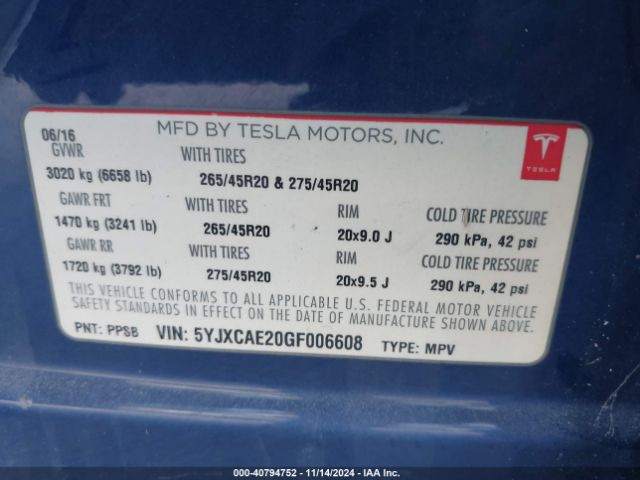 06/16 MFD BY TESLA MOTORS, INC.
GVWR WITH TIRES
3020 kg (6658 lb) 265/45R20 & 275/45R20
GAWR FRT WITH TIRES RIM COLD TIRE PRESSURE
1470 kg (3241 lb) 265/45R20 20x9.0 J 290 kPa, 42 psi
GAWR RR WITH TIRES RIM COLD TIRE PRESSURE
1720 kg (3792 lb) 275/45R20 20x9.5 J 290 kPa, 42 psi
THIS VEHICLE CONFORMS TO ALL APPLICABLE U.S. FEDERAL MOTOR VEHICLE
SAFETY STANDARDS IN EFFECT ON THE DATE OF MANUFACTURE SHOWN ABOVE.
PNT: PPSB VIN: 5YJXCAE20GF006608 TYPE: MPV
TESLA
000-40794752 - 11/14/2024 - IAA Inc.